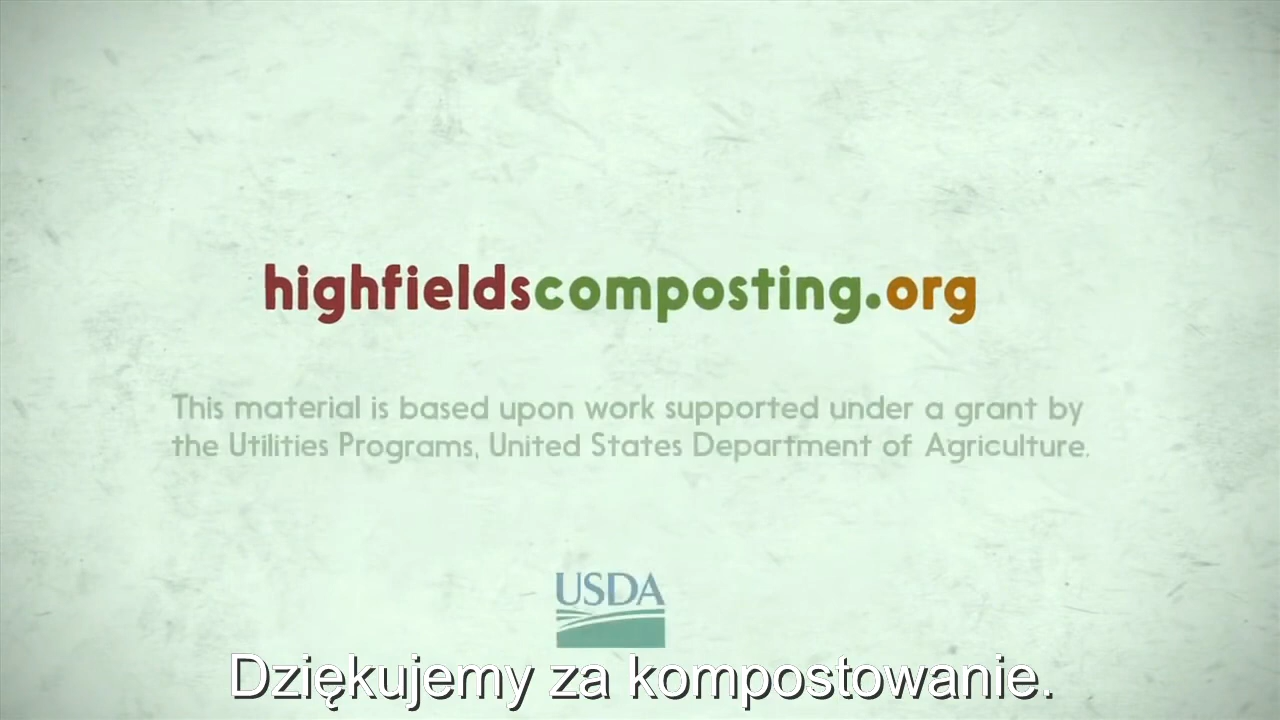 highfieldscomposting.org
This material is based upon work supported under a grant by
the Utilities Programs, United States Department of Agriculture.
USDA
Dziękujemy za kompostowanie.